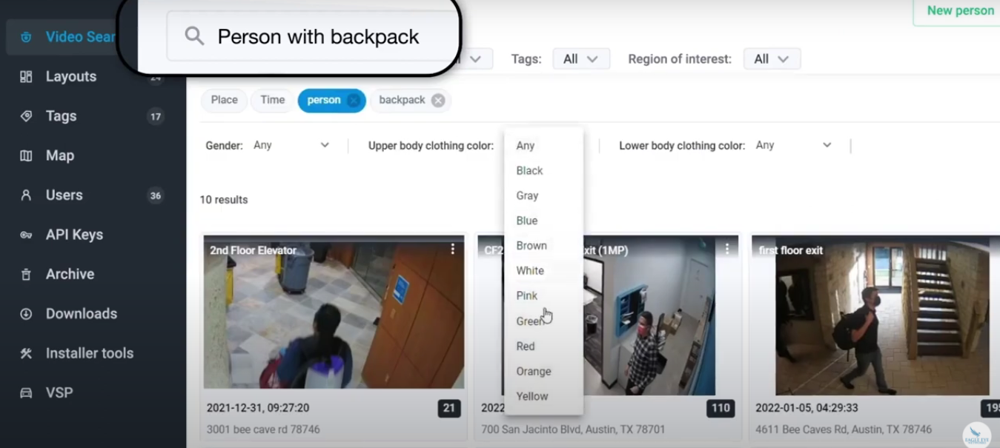 New person
Video Sear
Person with backpack
Tags: All
Region of interest: All
Layouts 24
Place Time person backpack
Tags 17
Gender: Any
Upper body clothing color:
Lower body clothing color: Any
Any
Black
Gray
Blue
Brown
White
Pink
Green
Red
Orange
Yellow
Map
Users 36
API Keys
Archive
Downloads
Installer tools
VSP
10 results
2nd Floor Elevator
2021-12-31, 09:27:20 21
3001 bee cave rd 78746
CF2
xit (1MP)
2022
110
700 San Jacinto Blvd, Austin, TX 78701
first floor exit
2022-01-05, 04:29:33 195
4611 Bee Caves Rd, Austin, TX 78746
EAGLE EYE